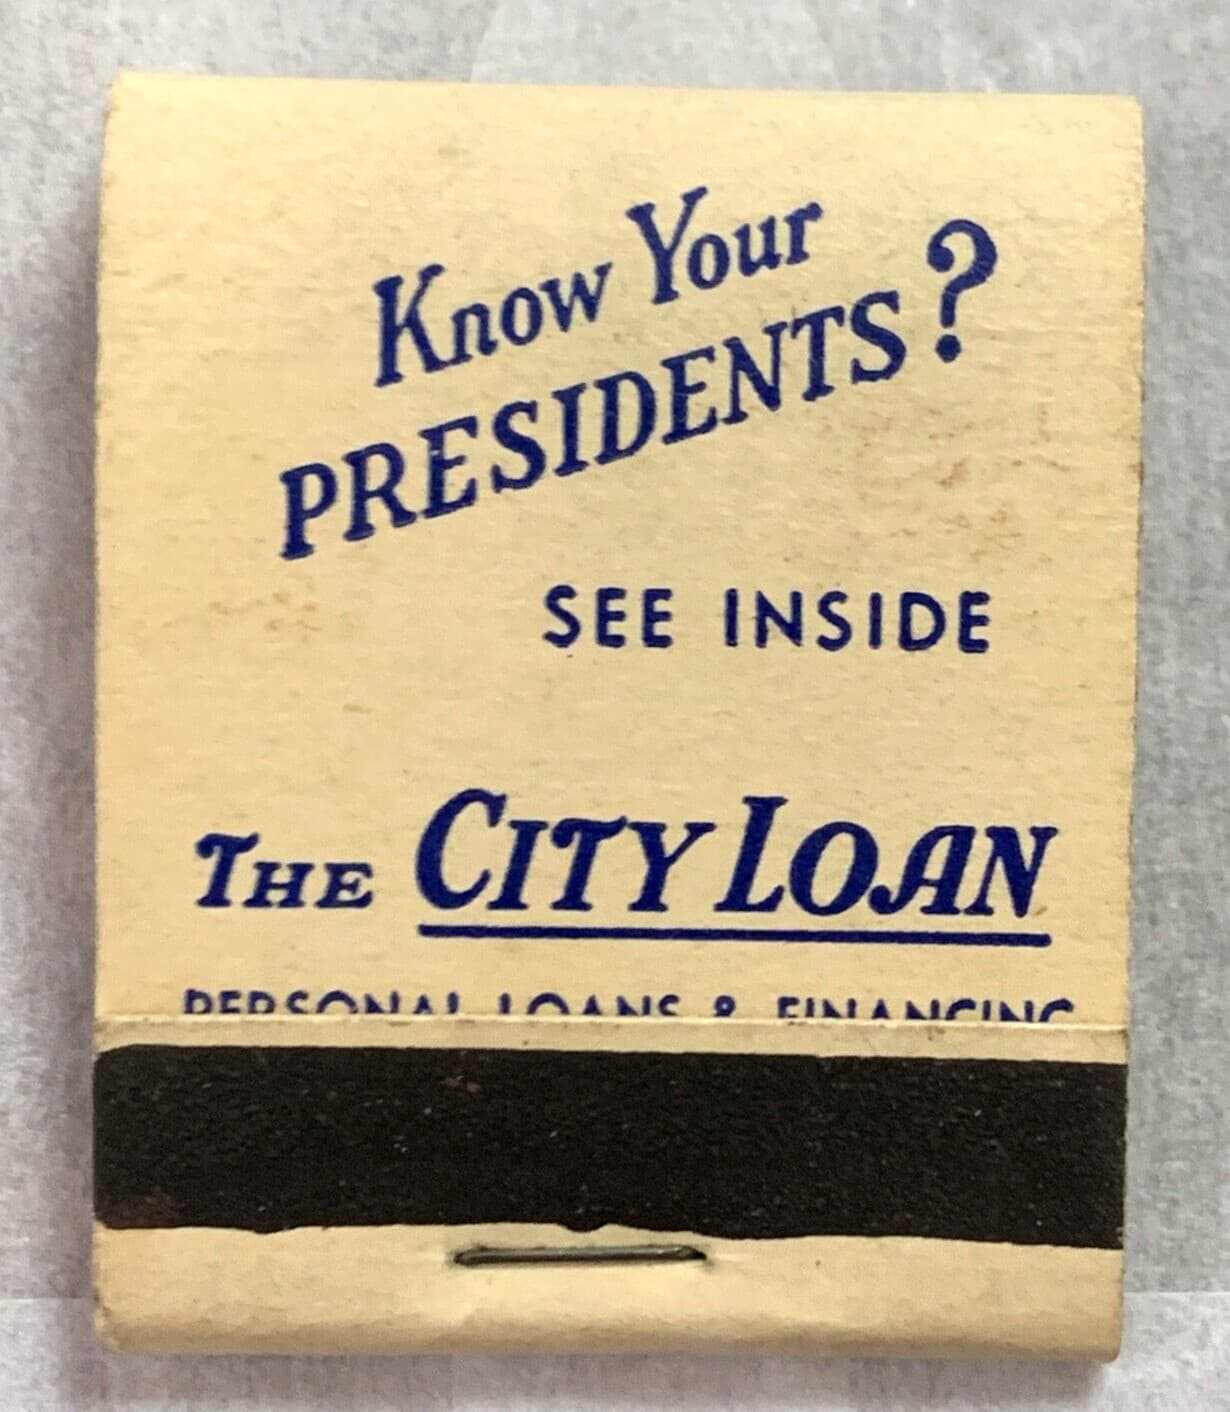 Know Your
PRESIDENTS?
SEE INSIDE
THE CITY LOAN
PERSONAL LOANS & FINANCING